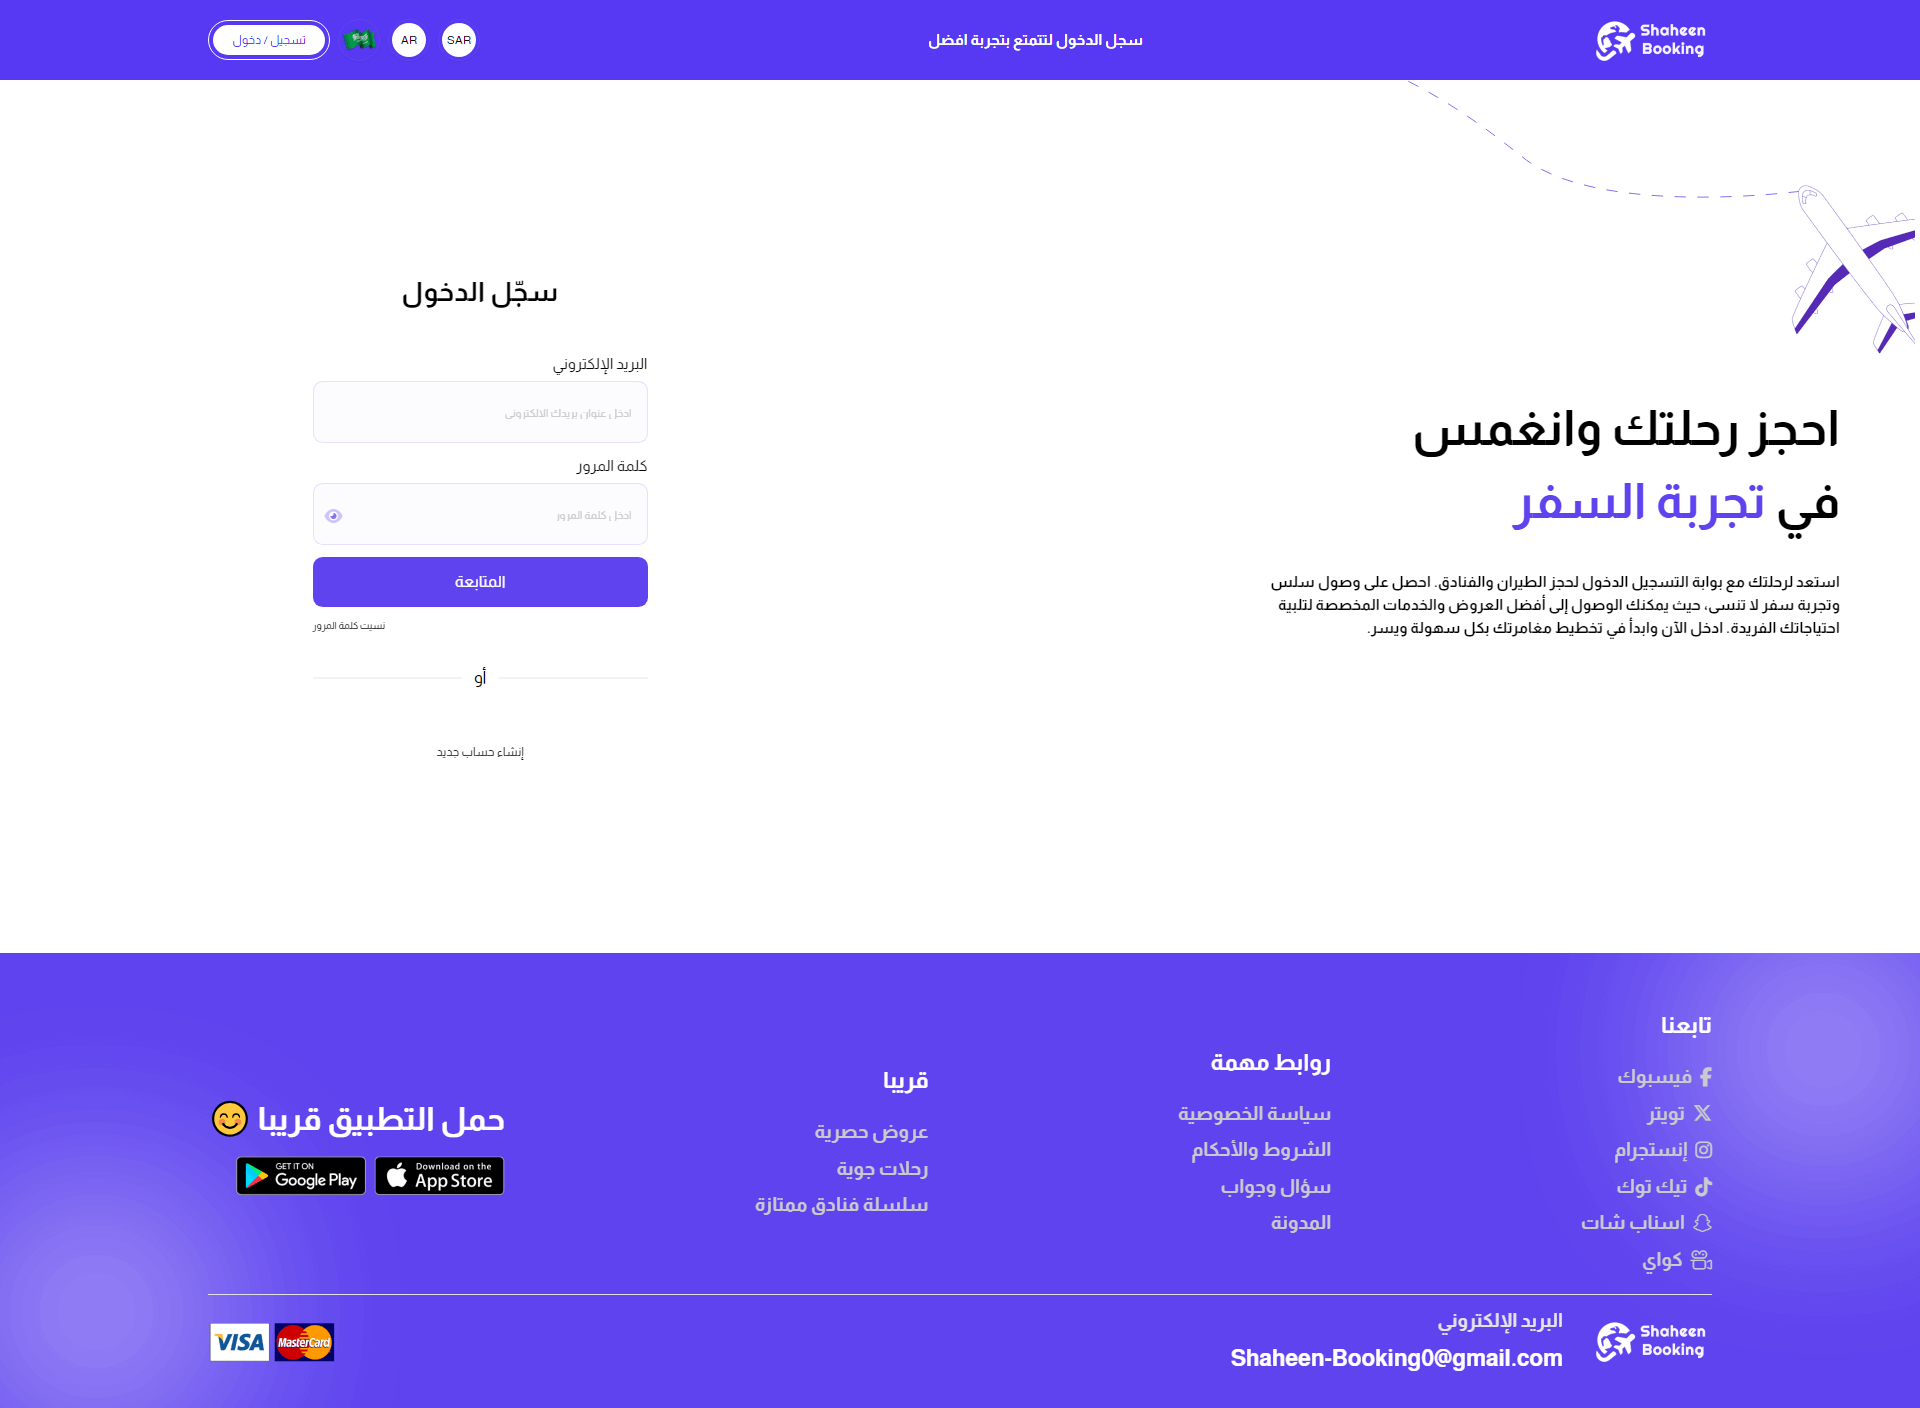 Shaheen
Booking
سجل الدخول لتتمتع بتجربة افضل
SAR
AR
تسجيل / دخول
احجز رحلتك وانغمس
في تجربة السفر
استعد لرحلتك مع بوابة التسجيل الدخول لحجز الطيران والفنادق. احصل على وصول سلس
وتجربة سفر لا تنسى، حيث يمكنك الوصول إلى أفضل العروض والخدمات المخصصة لتلبية
احتياجاتك الفريدة. ادخل الآن وابدأ في تخطيط مغامرتك بكل سهولة ويسر.
سجّل الدخول
البريد الإلكتروني
ادخل عنوان بريدك الالكتروني
كلمة المرور
ادخل كلمة المرور
المتابعة
نسيت كلمة المرور
أو
إنشاء حساب جديد
تابعنا
فيسبوك
تويتر
إنستجرام
تيك توك
اسناب شات
كواي
روابط مهمة
سياسة الخصوصية
الشروط والأحكام
سؤال وجواب
المدونة
قريبا
عروض حصرية
رحلات جوية
سلسلة فنادق ممتازة
حمل التطبيق قريبا
Download on the
App Store
GET IT ON
Google Play
Shaheen
Booking
البريد الإلكتروني
Shaheen-Booking0@gmail.com
VISA
MasterCard